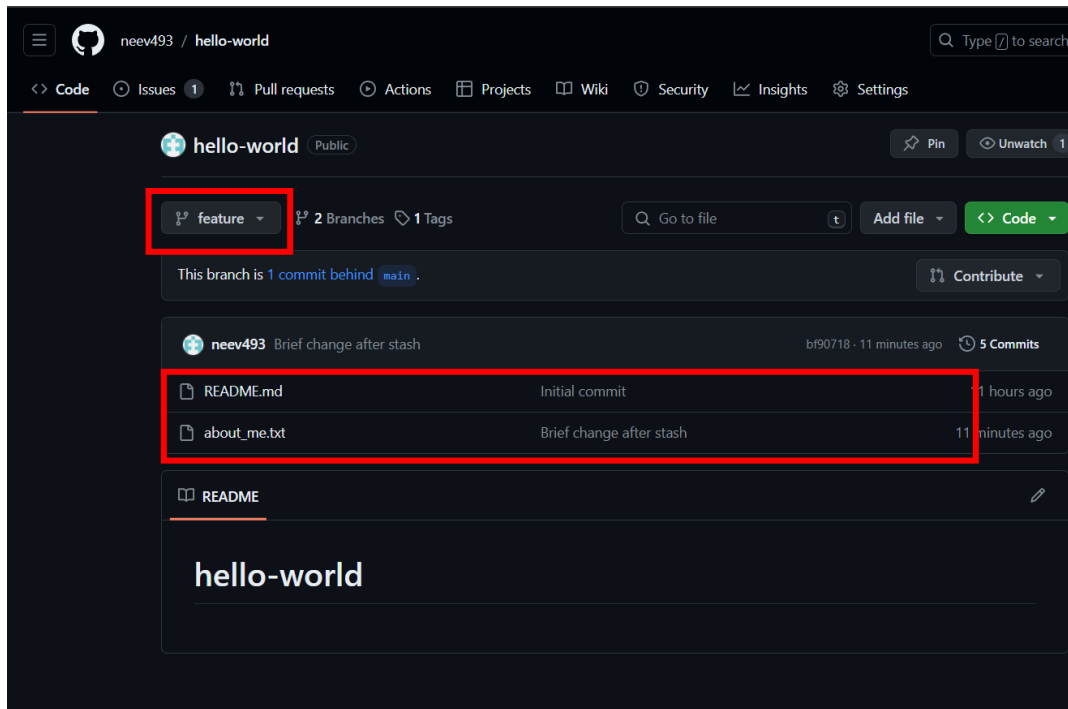 neev493 / hello-world
Type / to search
Code Issues 1 Pull requests Actions Projects Wiki Security Insights Settings
hello-world Public Pin Unwatch 1
feature 2 Branches 1 Tags Go to file t Add file Code
This branch is 1 commit behind main . Contribute
neev493 Brief change after stash bf90718 · 11 minutes ago 5 Commits
README.md Initial commit hours ago
about_me.txt Brief change after stash 11 minutes ago
README
hello-world